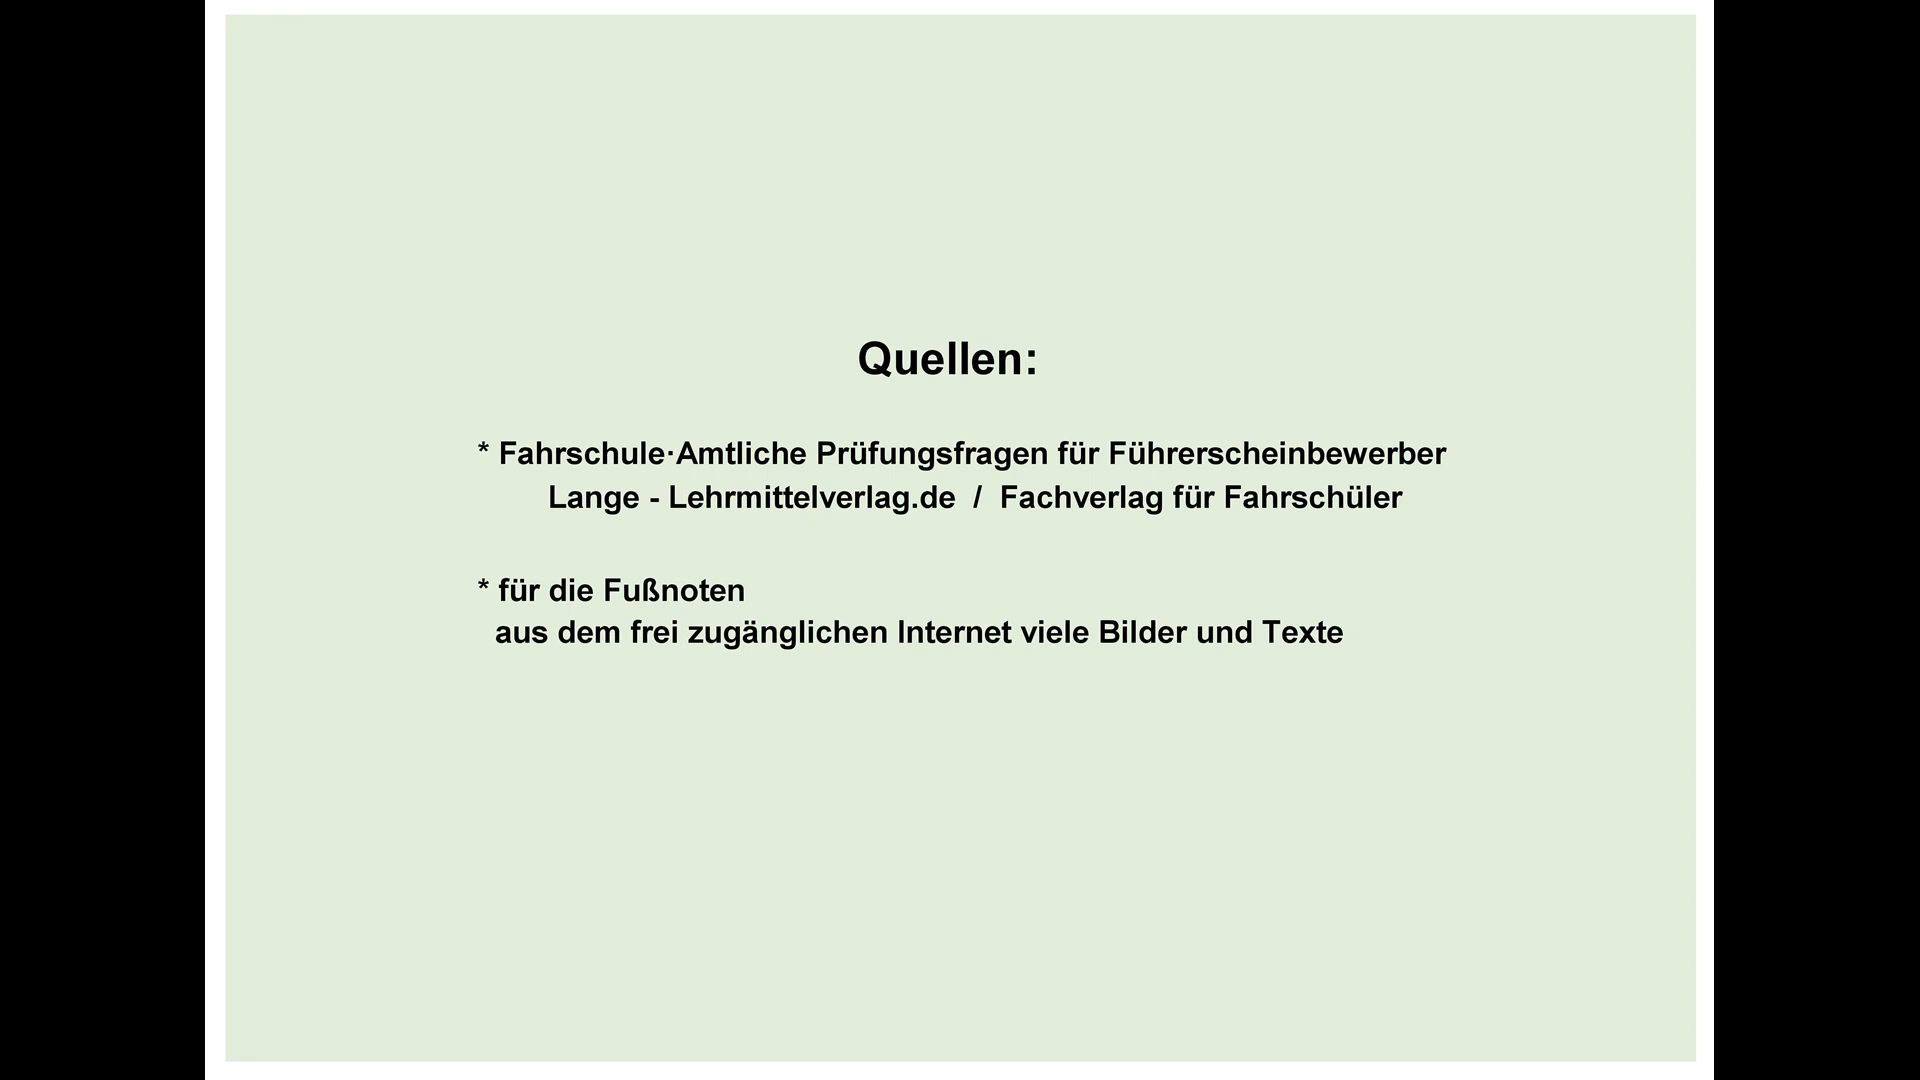 Quellen:
* Fahrschule·Amtliche Prüfungsfragen für Führerscheinbewerber
Lange - Lehrmittelverlag.de / Fachverlag für Fahrschüler
* für die Fußnoten
aus dem frei zugänglichen Internet viele Bilder und Texte